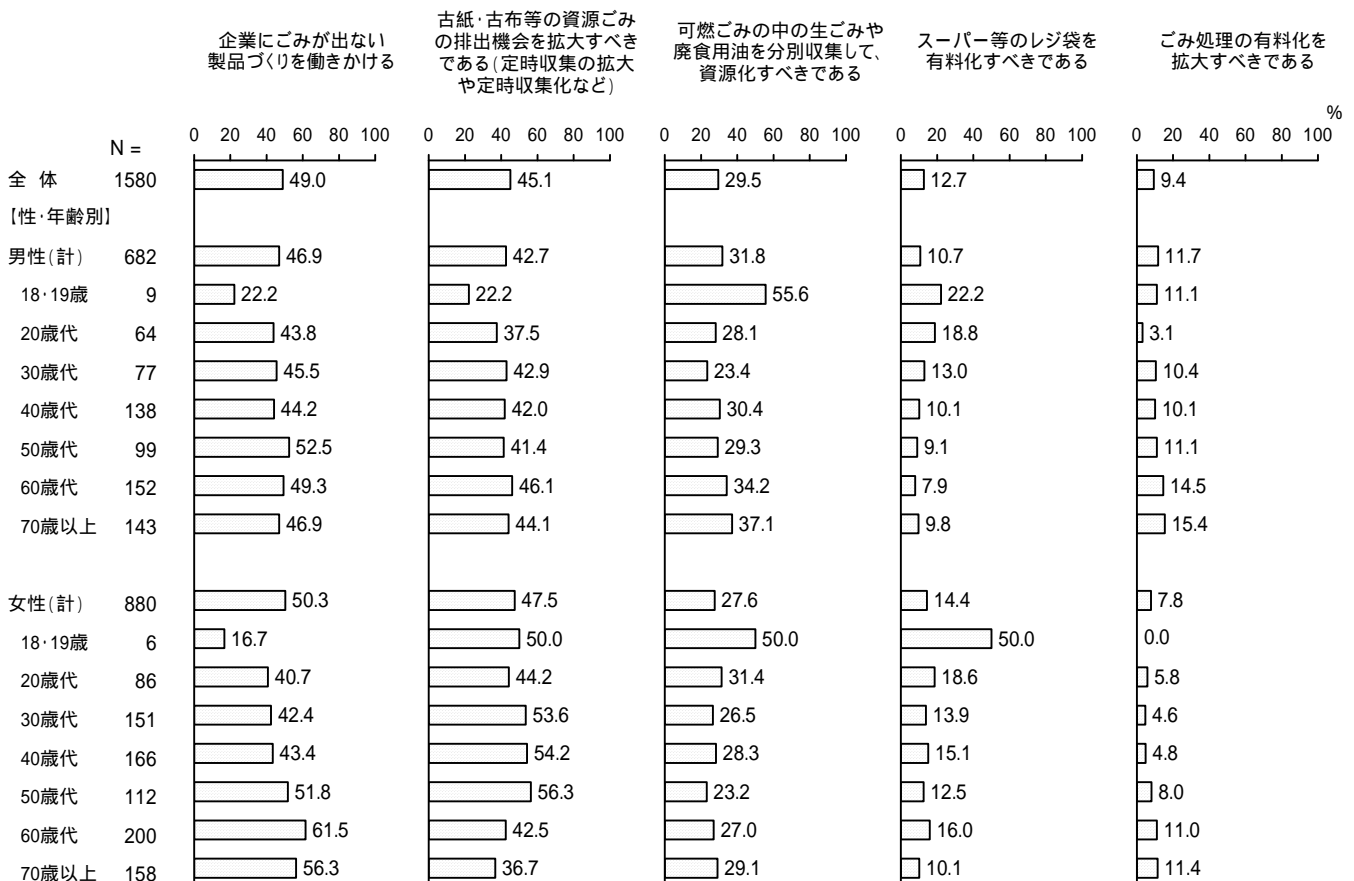 企業にごみが出ない
製品づくりを働きかける
古紙・古布等の資源ごみ
の排出機会を拡大すべき
である(定時収集の拡大
や定時収集化など)
可燃ごみの中の生ごみや
廃食用油を分別収集して、
資源化すべきである
スーパー等のレジ袋を
有料化すべきである
ごみ処理の有料化を
拡大すべきである
%
0 20 40 60 80 100 0 20 40 60 80 100 0 20 40 60 80 100 0 20 40 60 80 100 0 20 40 60 80 100
N =
全 体 1580 49.0 45.1 29.5 12.7 9.4
【性・年齢別】
男性(計) 682 46.9 42.7 31.8 10.7 11.7
18・19歳 9 22.2 22.2 55.6 22.2 11.1
20歳代 64 43.8 37.5 28.1 18.8 3.1
30歳代 77 45.5 42.9 23.4 13.0 10.4
40歳代 138 44.2 42.0 30.4 10.1 10.1
50歳代 99 52.5 41.4 29.3 9.1 11.1
60歳代 152 49.3 46.1 34.2 7.9 14.5
70歳以上 143 46.9 44.1 37.1 9.8 15.4
女性(計) 880 50.3 47.5 27.6 14.4 7.8
18・19歳 6 16.7 50.0 50.0 50.0 0.0
20歳代 86 40.7 44.2 31.4 18.6 5.8
30歳代 151 42.4 53.6 26.5 13.9 4.6
40歳代 166 43.4 54.2 28.3 15.1 4.8
50歳代 112 51.8 56.3 23.2 12.5 8.0
60歳代 200 61.5 42.5 27.0 16.0 11.0
70歳以上 158 56.3 36.7 29.1 10.1 11.4